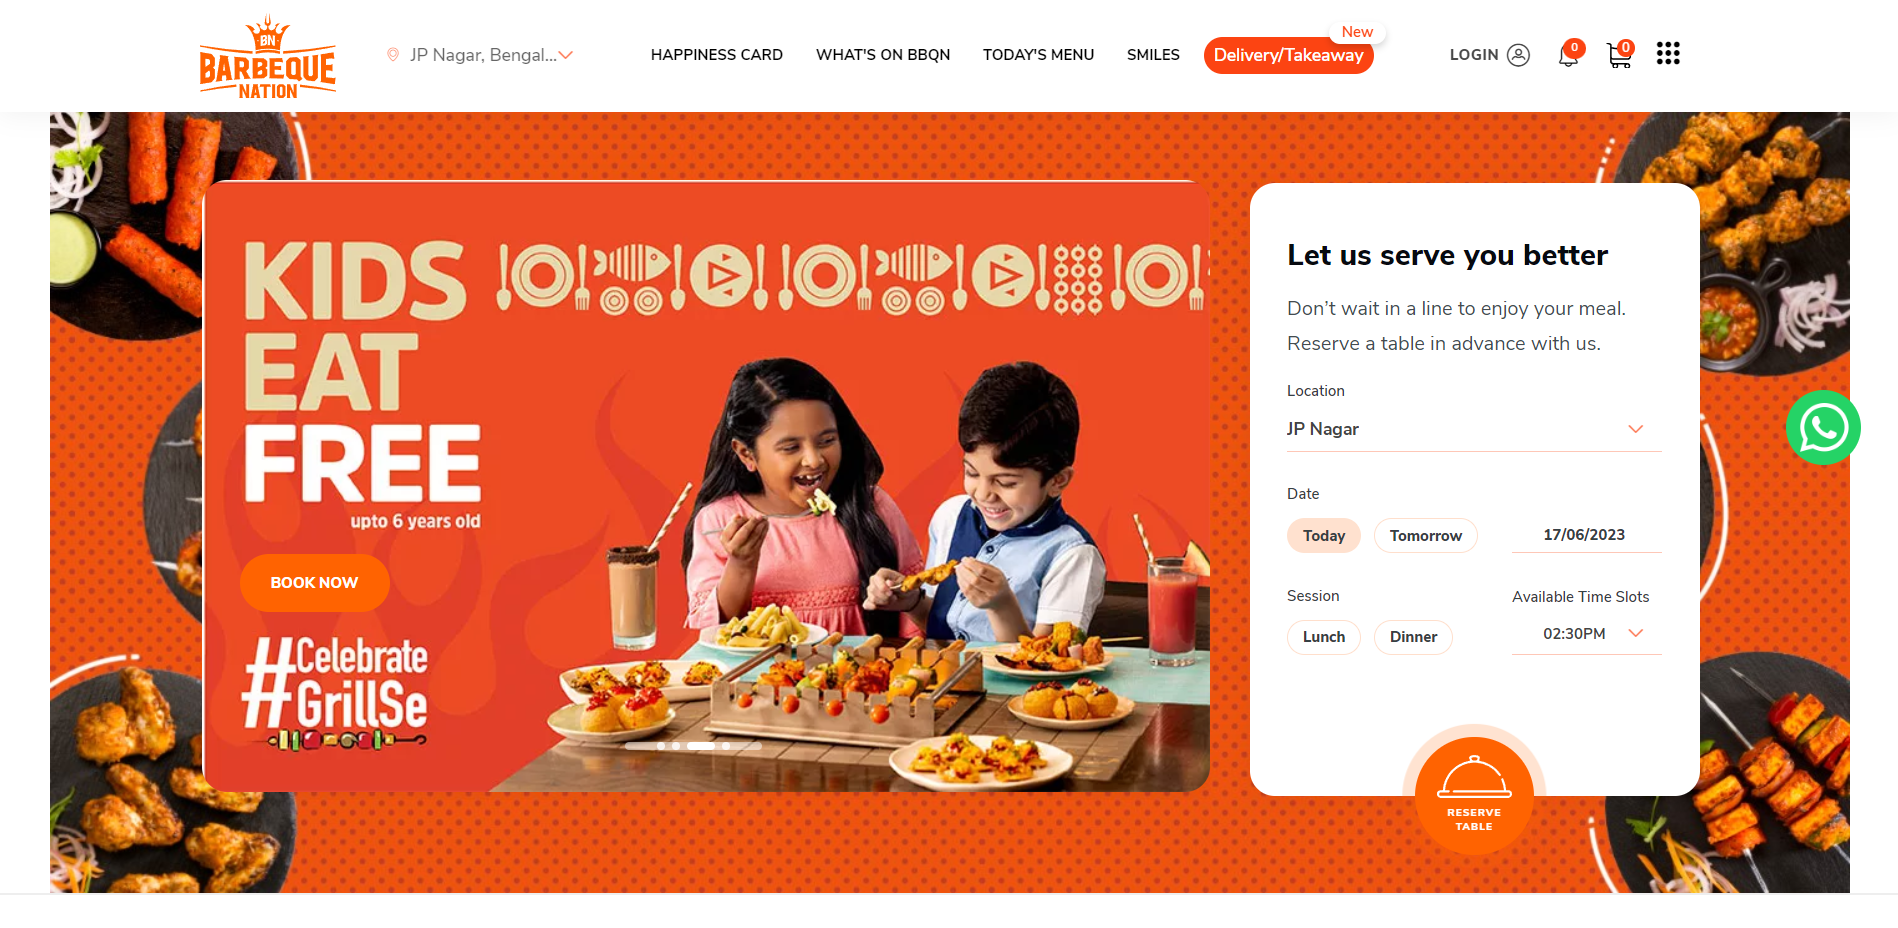 BN
BARBEQUE
NATION
JP Nagar, Bengal...
HAPPINESS CARD
WHAT'S ON BBQN
TODAY'S MENU
SMILES
New
Delivery/Takeaway
LOGIN
0
0
KIDS
EAT
FREE
upto 6 years old
BOOK NOW
#Celebrate
GrillSe
Let us serve you better
Don't wait in a line to enjoy your meal.
Reserve a table in advance with us.
Location
JP Nagar
Date
Today
Tomorrow
17/06/2023
Session
Available Time Slots
Lunch
Dinner
02:30PM
RESERVE
TABLE